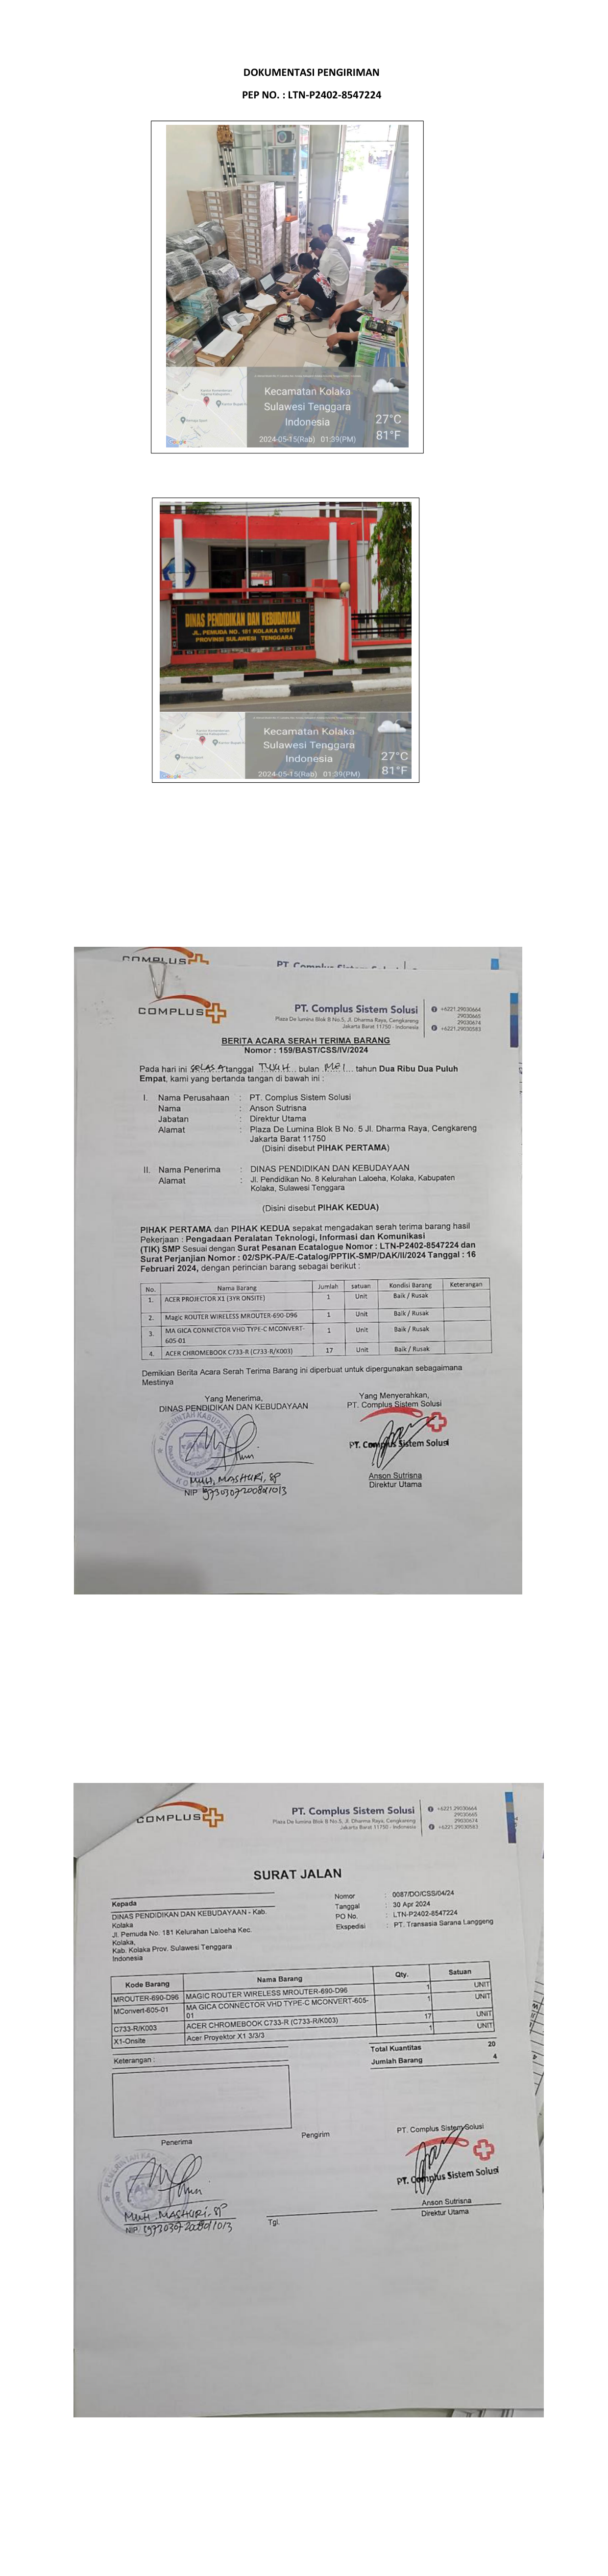 DOKUMENTASI PENGIRIMAN
PEP NO. : LTN-P2402-8547224
Kecamatan Kolaka
Sulawesi Tenggara
Indonesia
2024-05-15(Rab) 01:39(PM)
27°C
81°F
DINAS PENDIDIKAN DAN KEBUDAYAAN
JL. PEMUDA NO. 181 KOLAKA 93517
PROVINSI SULAWESI TENGGARA
Kecamatan Kolaka
Sulawesi Tenggara
Indonesia
2024-05-15(Rab) 01:39(PM)
27°C
81°F
COMPLUS
PT. Complus Sistem Solusi
COMPLUS
PT. Complus Sistem Solusi
Plaza De lumina Blok B No.5, Jl. Dharma Raya, Cengkareng
Jakarta Barat 11750 - Indonesia
+6221.29030664
29030665
29030674
+6221.29030583
BERITA ACARA SERAH TERIMA BARANG
Nomor : 159/BAST/CSS/IV/2024
Pada hari ini SELASA tanggal TUJUH bulan MEI tahun Dua Ribu Dua Puluh
Empat, kami yang bertanda tangan di bawah ini :
I. Nama Perusahaan : PT. Complus Sistem Solusi
Nama : Anson Sutrisna
Jabatan : Direktur Utama
Alamat : Plaza De Lumina Blok B No. 5 Jl. Dharma Raya, Cengkareng
Jakarta Barat 11750
(Disini disebut PIHAK PERTAMA)
II. Nama Penerima : DINAS PENDIDIKAN DAN KEBUDAYAAN
Alamat : Jl. Pendidikan No. 8 Kelurahan Laloeha, Kolaka, Kabupaten
Kolaka, Sulawesi Tenggara
(Disini disebut PIHAK KEDUA)
PIHAK PERTAMA dan PIHAK KEDUA sepakat mengadakan serah terima barang hasil
Pekerjaan : Pengadaan Peralatan Teknologi, Informasi dan Komunikasi
(TIK) SMP Sesuai dengan Surat Pesanan Ecatalogue Nomor : LTN-P2402-8547224 dan
Surat Perjanjian Nomor : 02/SPK-PA/E-Catalog/PPTIK-SMP/DAK/II/2024 Tanggal : 16
Februari 2024, dengan perincian barang sebagai berikut :
No. Nama Barang Jumlah satuan Kondisi Barang Keterangan
1. ACER PROJECTOR X1 (3YR ONSITE) 1 Unit Baik / Rusak
2. Magic ROUTER WIRELESS MROUTER-690-D96 1 Unit Baik / Rusak
3. MA GICA CONNECTOR VHD TYPE-C MCONVERT-
605-01 1 Unit Baik / Rusak
4. ACER CHROMEBOOK C733-R (C733-R/K003) 17 Unit Baik / Rusak
Demikian Berita Acara Serah Terima Barang ini diperbuat untuk dipergunakan sebagaimana
Mestinya
Yang Menerima,
DINAS PENDIDIKAN DAN KEBUDAYAAN
Yang Menyerahkan,
PT. Complus Sistem Solusi
PT. Complus Sistem Solusi
MUH. MASHURI, SP
NIP
Anson Sutrisna
Direktur Utama
COMPLUS
PT. Complus Sistem Solusi
Plaza De lumina Blok B No.5, Jl. Dharma Raya, Cengkareng
Jakarta Barat 11750 - Indonesia
+6221.29030664
29030665
29030674
+6221.29030583
SURAT JALAN
Kepada
DINAS PENDIDIKAN DAN KEBUDAYAAN - Kab.
Kolaka
Jl. Pemuda No. 181 Kelurahan Laloeha Kec.
Kolaka,
Kab. Kolaka Prov. Sulawesi Tenggara
Indonesia
Nomor : 0087/DO/CSS/04/24
Tanggal : 30 Apr 2024
PO No. : LTN-P2402-8547224
Ekspedisi : PT. Transasia Sarana Langgeng
Kode Barang Nama Barang Qty. Satuan
MROUTER-690-D96 MAGIC ROUTER WIRELESS MROUTER-690-D96 1 UNIT
MConvert-605-01 MA GICA CONNECTOR VHD TYPE-C MCONVERT-605-
01 1 UNIT
C733-R/K003 ACER CHROMEBOOK C733-R (C733-R/K003) 17 UNIT
X1-Onsite Acer Proyektor X1 3/3/3 1 UNIT
Total Kuantitas 20
Jumlah Barang 4
Keterangan :
Penerima
Pengirim
PT. Complus Sistem Solusi
PT. Complus Sistem Solusi
MUH. MASHURI, SP
NIP.
Tgl.
Anson Sutrisna
Direktur Utama